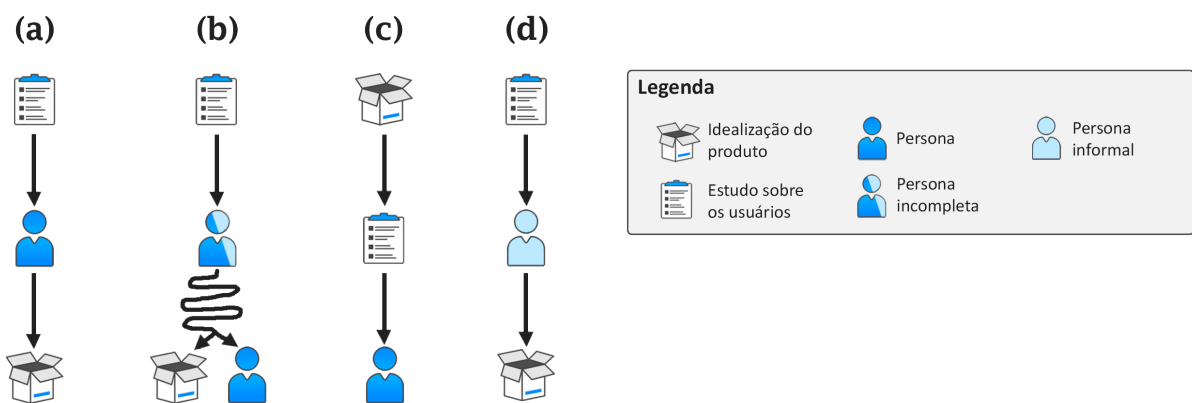 (a)
(b)
(c)
(d)
Legenda
Idealização do
produto
Persona
Persona
informal
Estudo sobre
os usuários
Persona
incompleta